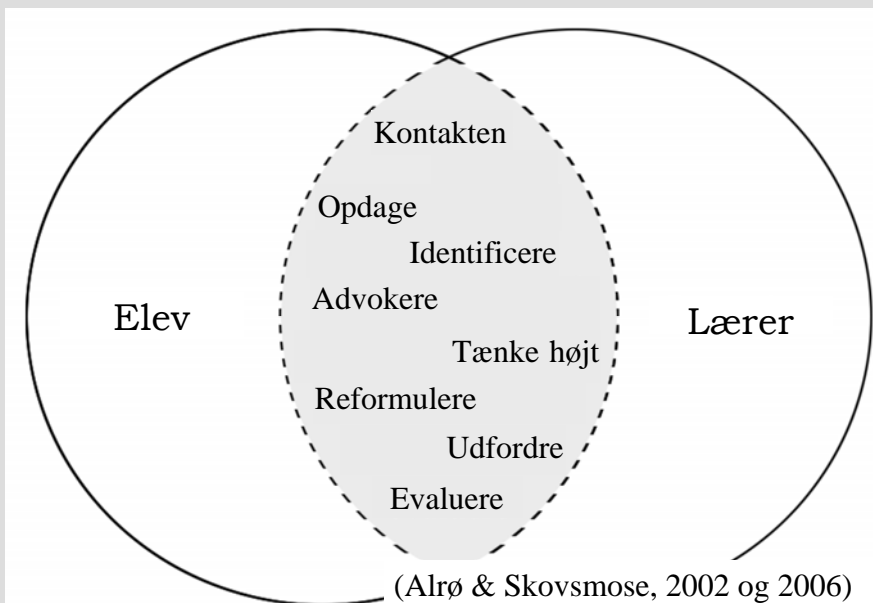 Kontakten
Opdage
Identificere
Advokere
Elev
Lærer
Tænke højt
Reformulere
Udfordre
Evaluere
(Alrø & Skovsmose, 2002 og 2006)